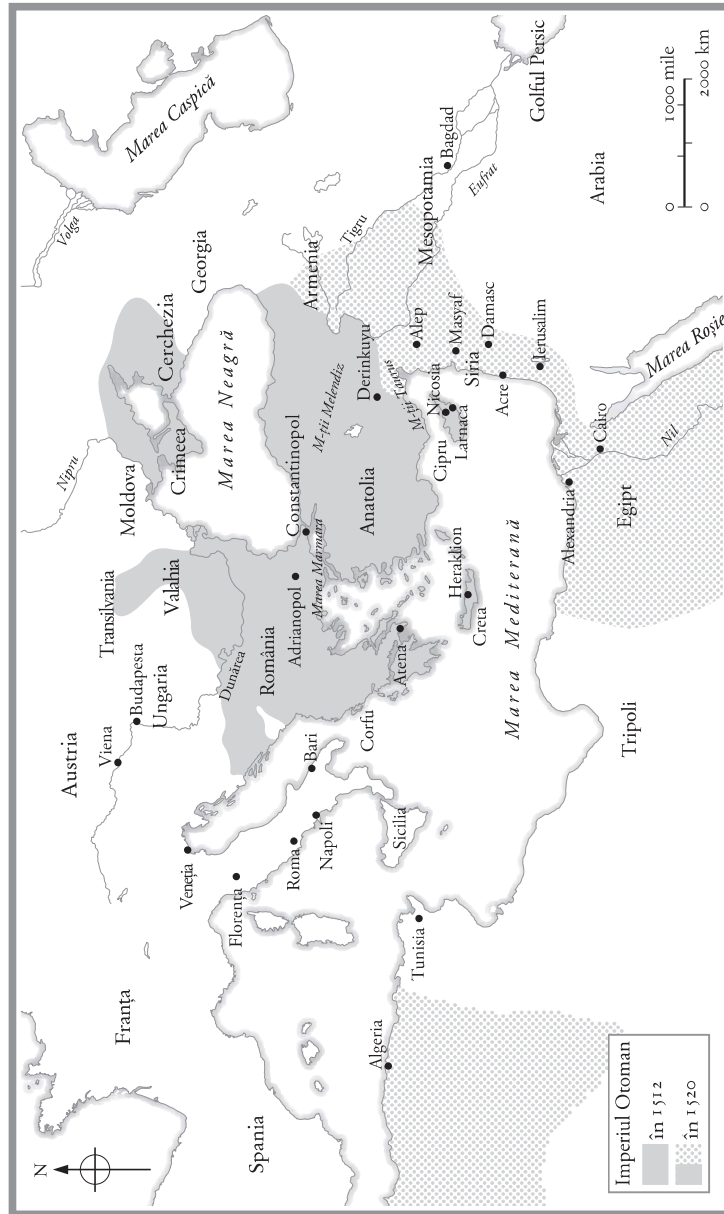 N
Franța
Spania
Austria
Viena
Budapesta
Ungaria
Transilvania
Moldova
Nipru
Volga
Marea Caspică
Valahia
Crimeea
Cerchezia
Georgia
Veneția
Florența
Roma
Napoli
Bari
Sicilia
Corfu
Dunărea
România
Adrianopol
Constantinopol
Marea Marmara
Marea Neagră
Armenia
Tigru
Mesopotamia
Bagdad
Eufrat
Golful Persic
Arabia
M-ții Melendiz
Anatolia
Derinkuyu
M-ții Taurus
Alep
Masyaf
Siria
Damasc
Ierusalim
Acre
Nicosia
Cipru
Larnaca
Atena
Heraklion
Creta
Marea Mediterană
Tripoli
Tunisia
Algeria
Alexandria
Cairo
Egipt
Nil
Marea Roșie
Imperiul Otoman
în 1512
în 1520
0 1000 mile
0 2000 km